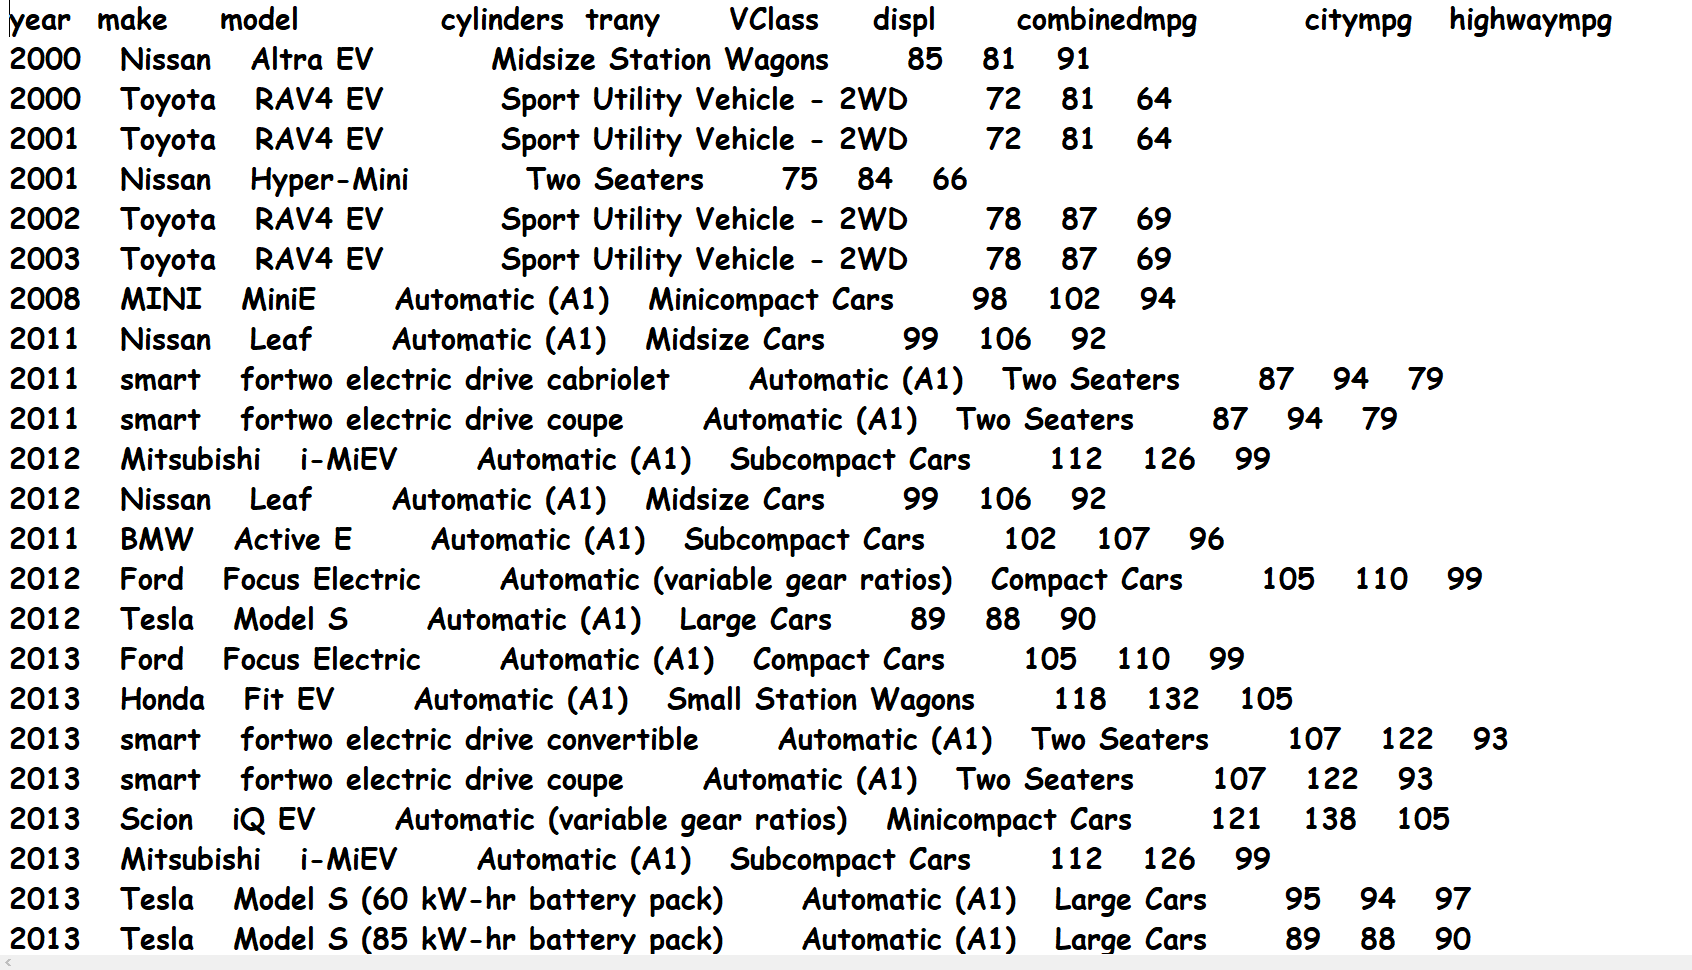 year make model cylinders trany VClass displ combinedmpg citympg highwaympg
2000 Nissan Altra EV Midsize Station Wagons 85 81 91
2000 Toyota RAV4 EV Sport Utility Vehicle - 2WD 72 81 64
2001 Toyota RAV4 EV Sport Utility Vehicle - 2WD 72 81 64
2001 Nissan Hyper-Mini Two Seaters 75 84 66
2002 Toyota RAV4 EV Sport Utility Vehicle - 2WD 78 87 69
2003 Toyota RAV4 EV Sport Utility Vehicle - 2WD 78 87 69
2008 MINI MiniE Automatic (A1) Minicompact Cars 98 102 94
2011 Nissan Leaf Automatic (A1) Midsize Cars 99 106 92
2011 smart fortwo electric drive cabriolet Automatic (A1) Two Seaters 87 94 79
2011 smart fortwo electric drive coupe Automatic (A1) Two Seaters 87 94 79
2012 Mitsubishi i-MiEV Automatic (A1) Subcompact Cars 112 126 99
2012 Nissan Leaf Automatic (A1) Midsize Cars 99 106 92
2011 BMW Active E Automatic (A1) Subcompact Cars 102 107 96
2012 Ford Focus Electric Automatic (variable gear ratios) Compact Cars 105 110 99
2012 Tesla Model S Automatic (A1) Large Cars 89 88 90
2013 Ford Focus Electric Automatic (A1) Compact Cars 105 110 99
2013 Honda Fit EV Automatic (A1) Small Station Wagons 118 132 105
2013 smart fortwo electric drive convertible Automatic (A1) Two Seaters 107 122 93
2013 smart fortwo electric drive coupe Automatic (A1) Two Seaters 107 122 93
2013 Scion iQ EV Automatic (variable gear ratios) Minicompact Cars 121 138 105
2013 Mitsubishi i-MiEV Automatic (A1) Subcompact Cars 112 126 99
2013 Tesla Model S (60 kW-hr battery pack) Automatic (A1) Large Cars 95 94 97
2013 Tesla Model S (85 kW-hr battery pack) Automatic (A1) Large Cars 89 88 90